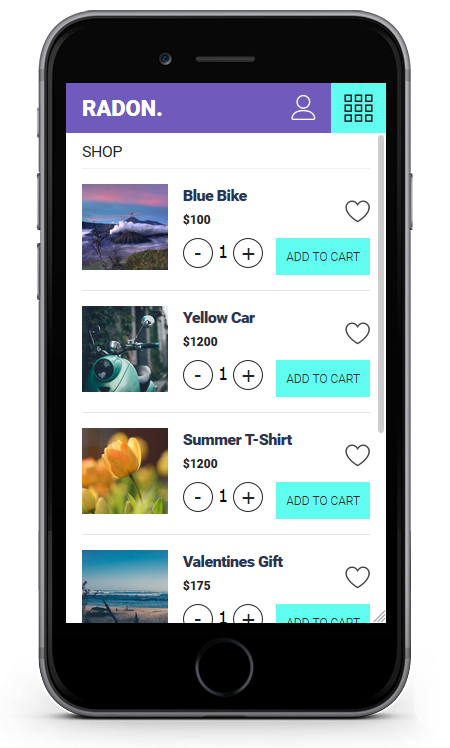 RADON.
SHOP
Blue Bike
$100
- 1 +
ADD TO CART
Yellow Car
$1200
- 1 +
ADD TO CART
Summer T-Shirt
$1200
- 1 +
ADD TO CART
Valentines Gift
$175
- 1 +
ADD TO CART